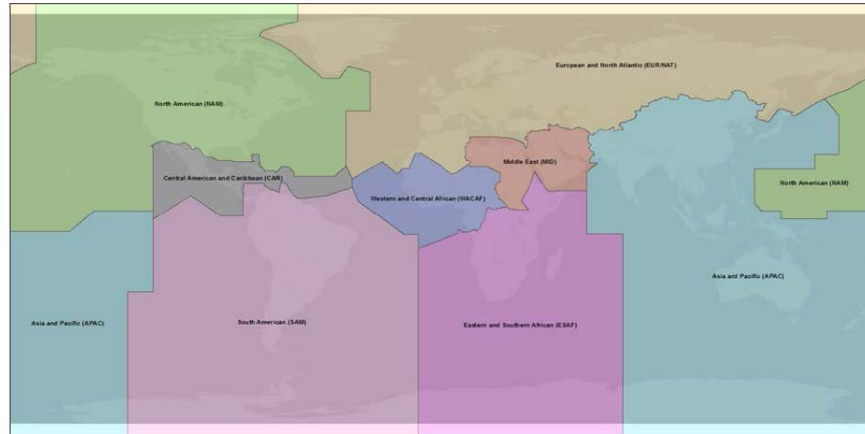 European and North Atlantic (EUR/NAT)
North American (NAM)
Middle East (MID)
Central American and Caribbean (CAR)
North American (NAM)
Western and Central African (WACAF)
Asia and Pacific (APAC)
South American (SAM)
Asia and Pacific (APAC)
Eastern and Southern African (ESAF)